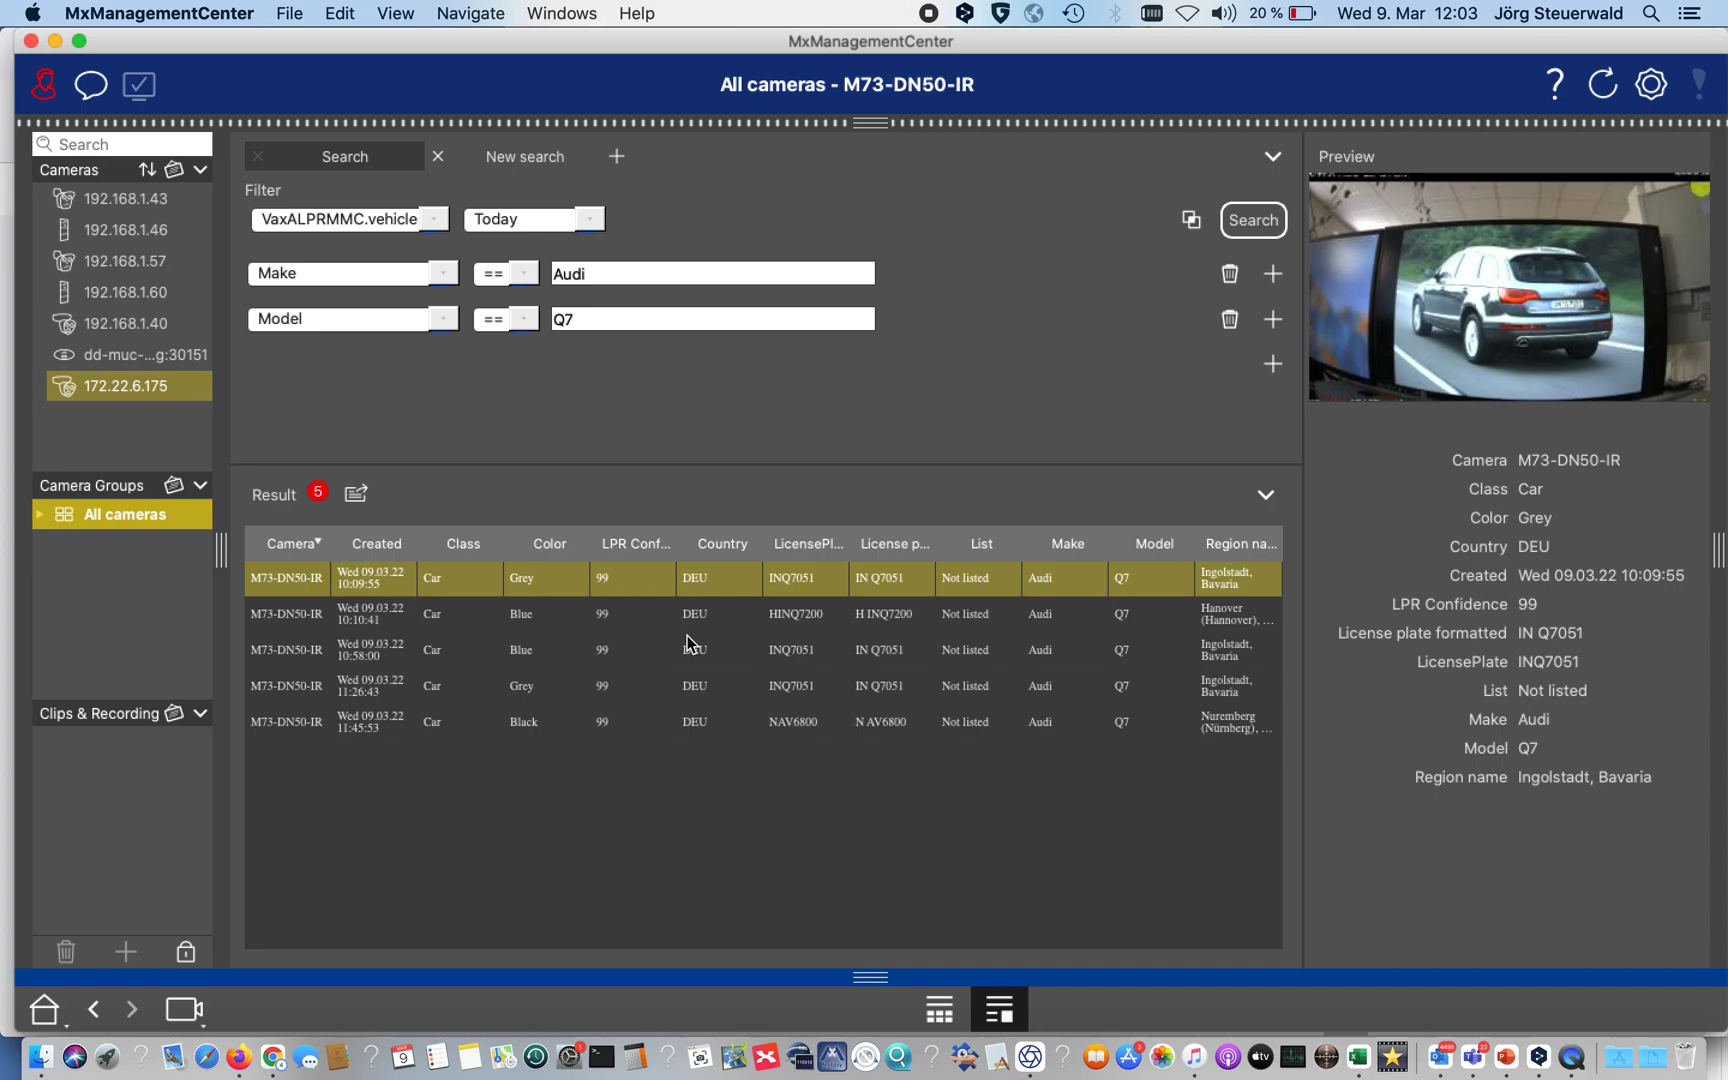 MxManagementCenter File Edit View Navigate Windows Help 20 % Wed 9. Mar 12:03 Jörg Steuerwald
MxManagementCenter
All cameras - M73-DN50-IR
Search
Cameras
192.168.1.43
192.168.1.46
192.168.1.57
192.168.1.60
192.168.1.40
dd-muc-...g:30151
172.22.6.175
Camera Groups
All cameras
Clips & Recording
Search New search
Filter
VaxALPRMMC.vehicle Today Search
Make == Audi
Model == Q7
Result 5
Camera Created Class Color LPR Conf... Country LicensePl... License p... List Make Model Region na...
M73-DN50-IR Wed 09.03.22 10:09:55 Car Grey 99 DEU INQ7051 IN Q7051 Not listed Audi Q7 Ingolstadt, Bavaria
M73-DN50-IR Wed 09.03.22 10:10:41 Car Blue 99 DEU HINQ7200 H INQ7200 Not listed Audi Q7 Hanover (Hannover), ...
M73-DN50-IR Wed 09.03.22 10:58:00 Car Blue 99 DEU INQ7051 IN Q7051 Not listed Audi Q7 Ingolstadt, Bavaria
M73-DN50-IR Wed 09.03.22 11:26:43 Car Grey 99 DEU INQ7051 IN Q7051 Not listed Audi Q7 Ingolstadt, Bavaria
M73-DN50-IR Wed 09.03.22 11:45:53 Car Black 99 DEU NAV6800 N AV6800 Not listed Audi Q7 Nuremberg (Nürnberg), ...
Preview
Camera M73-DN50-IR
Class Car
Color Grey
Country DEU
Created Wed 09.03.22 10:09:55
LPR Confidence 99
License plate formatted IN Q7051
LicensePlate INQ7051
List Not listed
Make Audi
Model Q7
Region name Ingolstadt, Bavaria